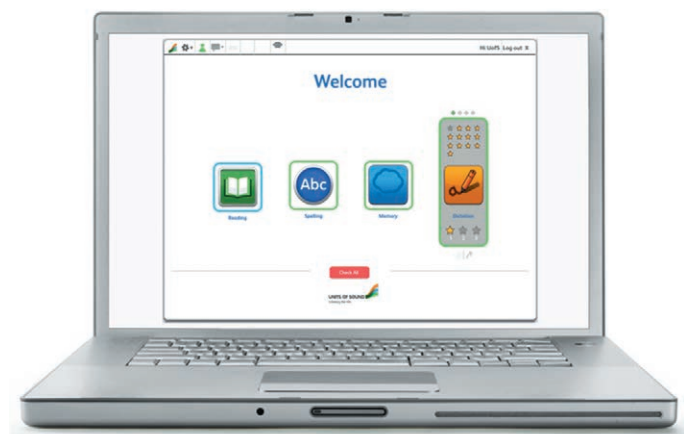 Hi UofS Log out
Welcome
Abc
Reading
Spelling
Memory
Dictation
Check All
UNITS OF SOUND